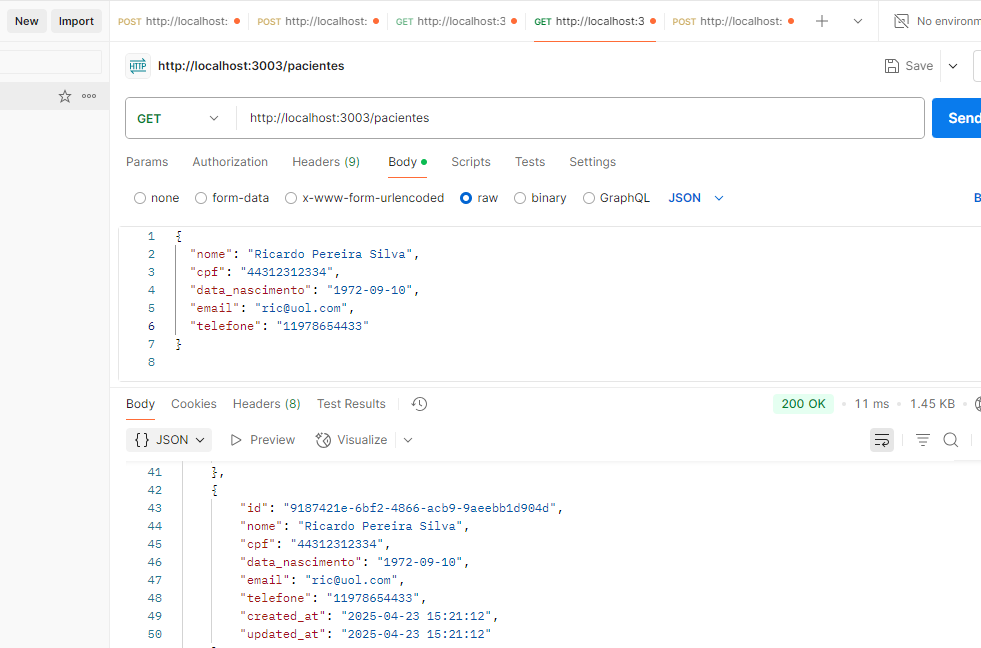 New Import POST http://localhost: POST http://localhost: GET http://localhost:3 GET http://localhost:3 POST http://localhost: No environm
HTTP http://localhost:3003/pacientes Save
GET http://localhost:3003/pacientes Send
Params Authorization Headers (9) Body Scripts Tests Settings
none form-data x-www-form-urlencoded raw binary GraphQL JSON B
1 {
2 "nome": "Ricardo Pereira Silva",
3 "cpf": "44312312334",
4 "data_nascimento": "1972-09-10",
5 "email": "ric@uol.com",
6 "telefone": "11978654433"
7 }
8
Body Cookies Headers (8) Test Results 200 OK • 11 ms • 1.45 KB •
{} JSON Preview Visualize
41 },
42 {
43 "id": "9187421e-6bf2-4866-acb9-9aeebb1d904d",
44 "nome": "Ricardo Pereira Silva",
45 "cpf": "44312312334",
46 "data_nascimento": "1972-09-10",
47 "email": "ric@uol.com",
48 "telefone": "11978654433",
49 "created_at": "2025-04-23 15:21:12",
50 "updated_at": "2025-04-23 15:21:12"